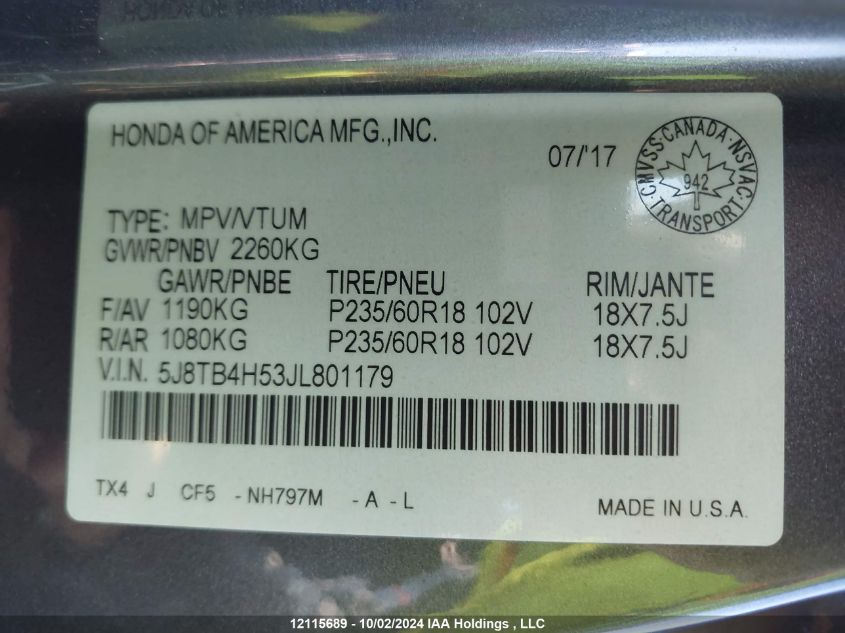 HONDA OF AMERICA MFG.,INC.
07/'17
CMVSS·CANADA·NSVAC
942
TRANSPORT
TYPE: MPV/VTUM
GVWR/PNBV 2260KG
GAWR/PNBE TIRE/PNEU RIM/JANTE
F/AV 1190KG P235/60R18 102V 18X7.5J
R/AR 1080KG P235/60R18 102V 18X7.5J
V.I.N. 5J8TB4H53JL801179
TX4 J CF5 -NH797M -A -L
MADE IN U.S.A.
12115689 - 10/02/2024 IAA Holdings , LLC